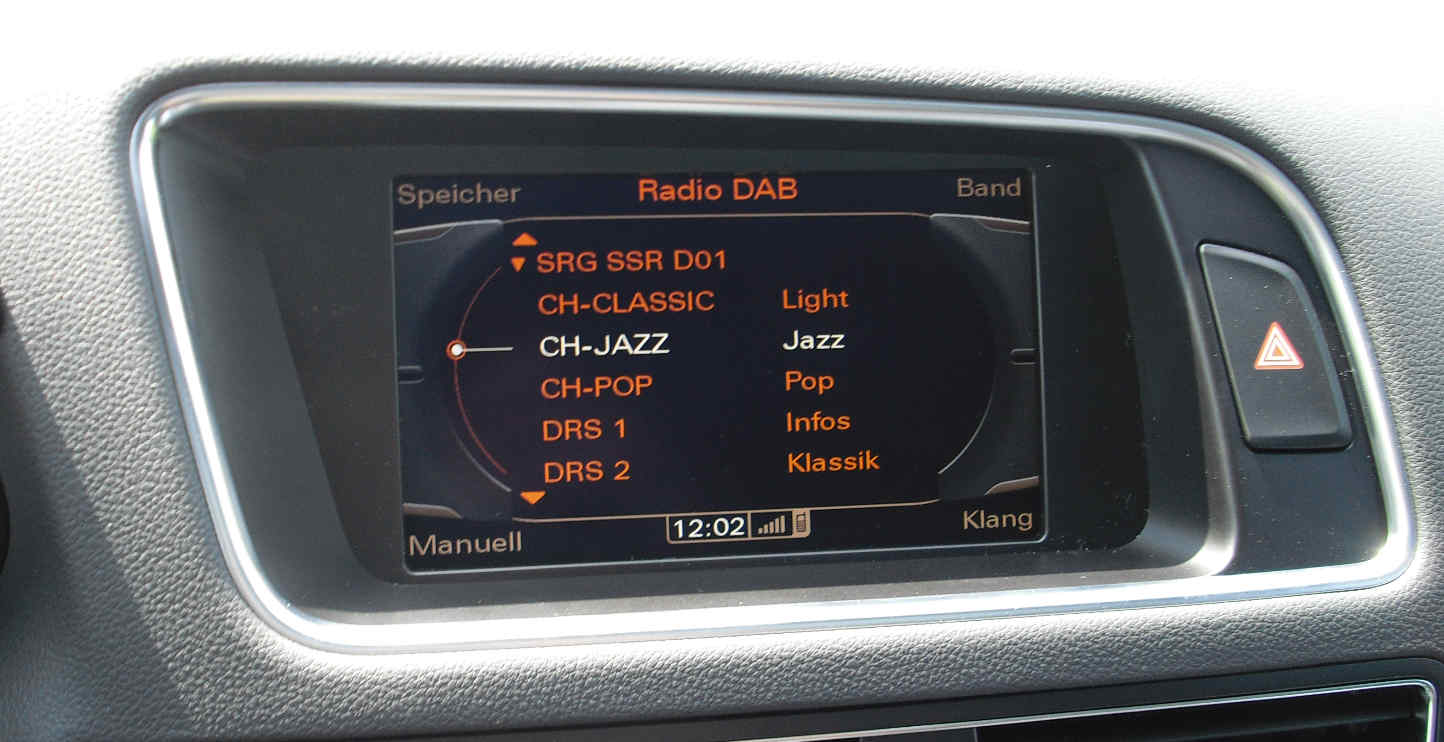 Speicher Radio DAB Band
SRG SSR D01
CH-CLASSIC Light
CH-JAZZ Jazz
CH-POP Pop
DRS 1 Infos
DRS 2 Klassik
Manuell 12:02 Klang